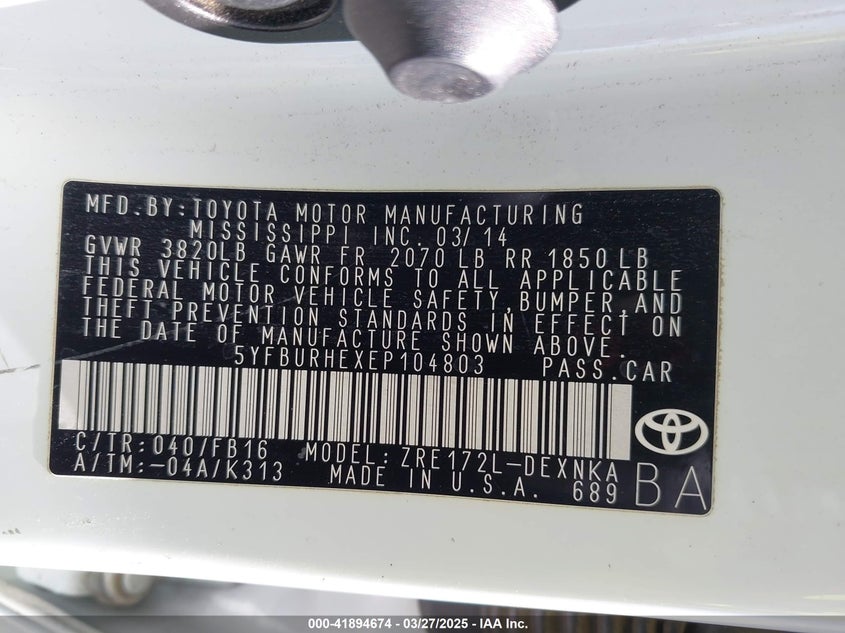 MFD.BY:TOYOTA MOTOR MANUFACTURING
MISSISSIPPI INC. 03/14
GVWR 3820LB GAWR FR 2070 LB RR 1850 LB
THIS VEHICLE CONFORMS TO ALL APPLICABLE
FEDERAL MOTOR VEHICLE SAFETY,BUMPER,AND
THEFT PREVENTION STANDARDS IN EFFECT ON
THE DATE OF MANUFACTURE SHOWN ABOVE.
5YFBURHEXEP104803 PASS.CAR
C/TR:040/FB16 MODEL:ZRE172L-DEXNKA
A/TM:-04A/K313 MADE IN U.S.A. 689
BA
000-41894674 | 03/27/2025 - IAA Inc.